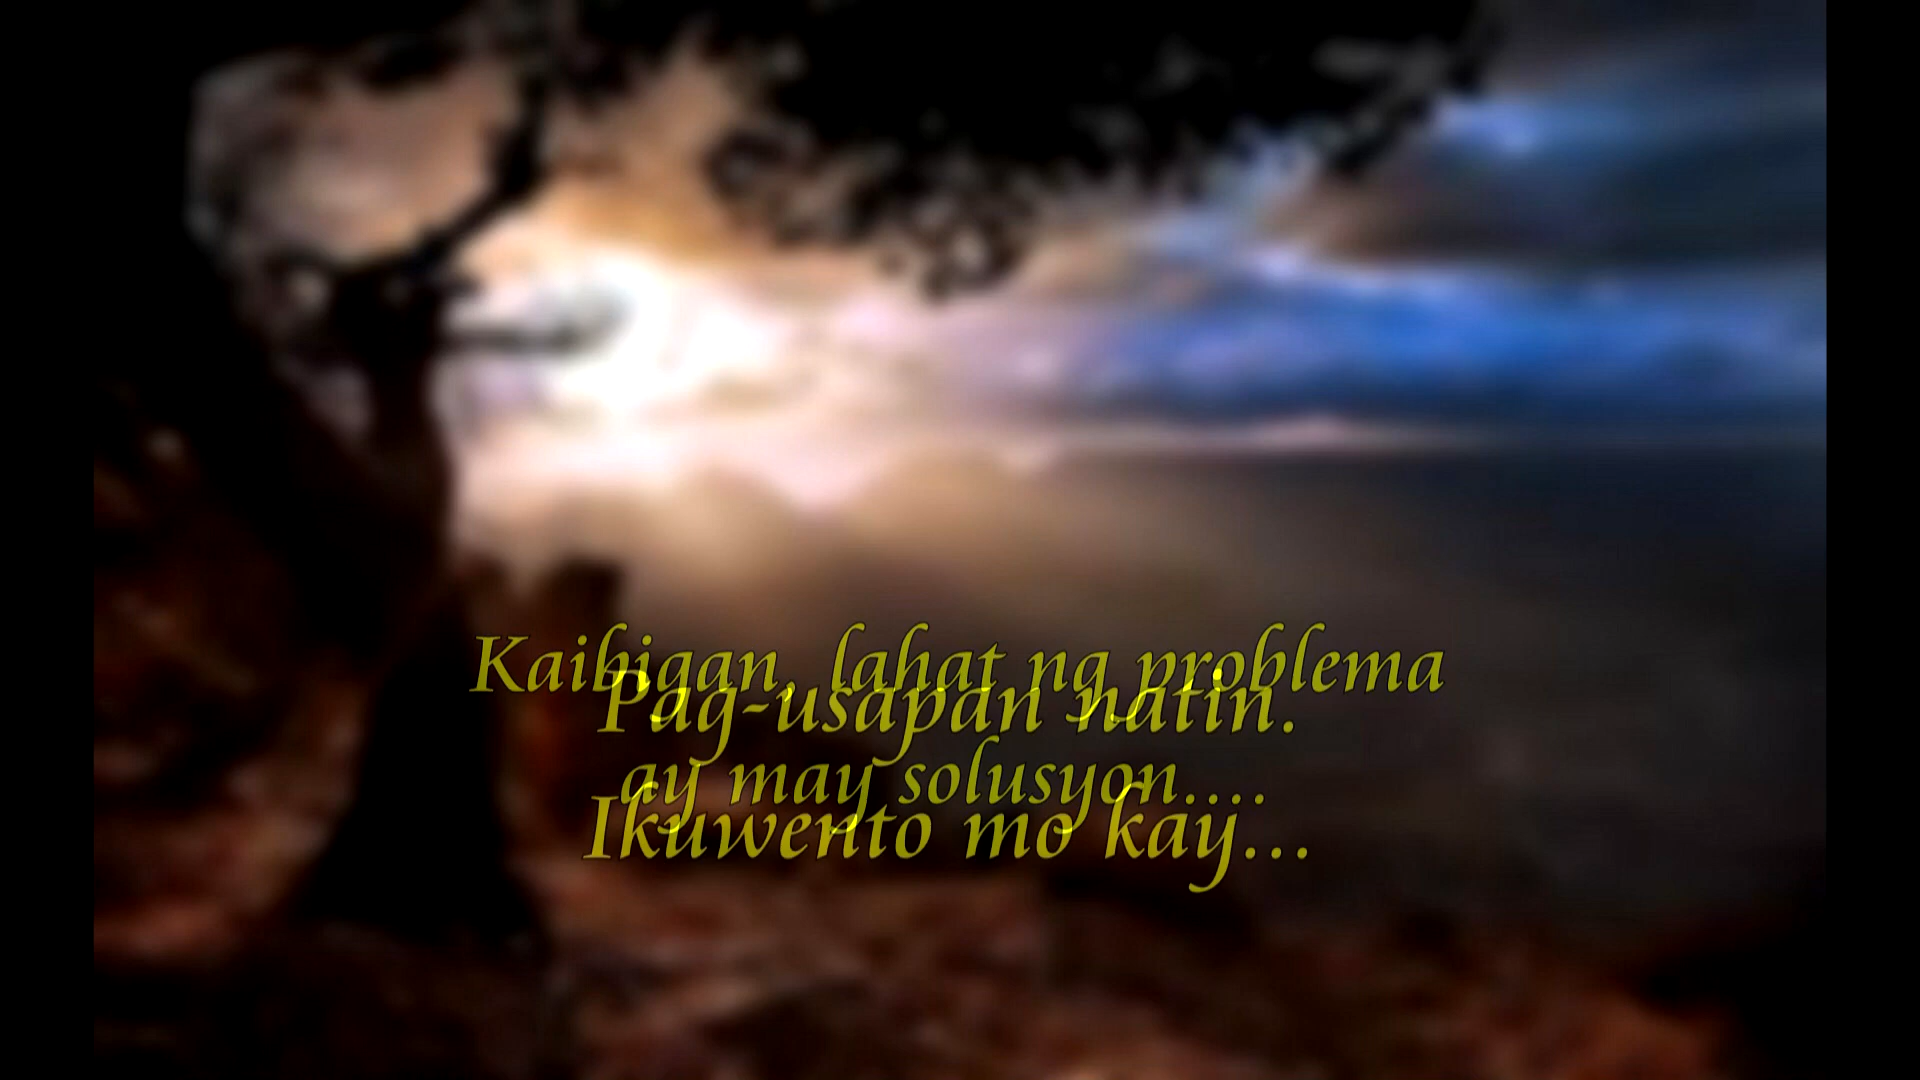 Kaibigan, lahat ng problema
ay may solusyon....
Pag-usapan natin.
Ikuwento mo kay...